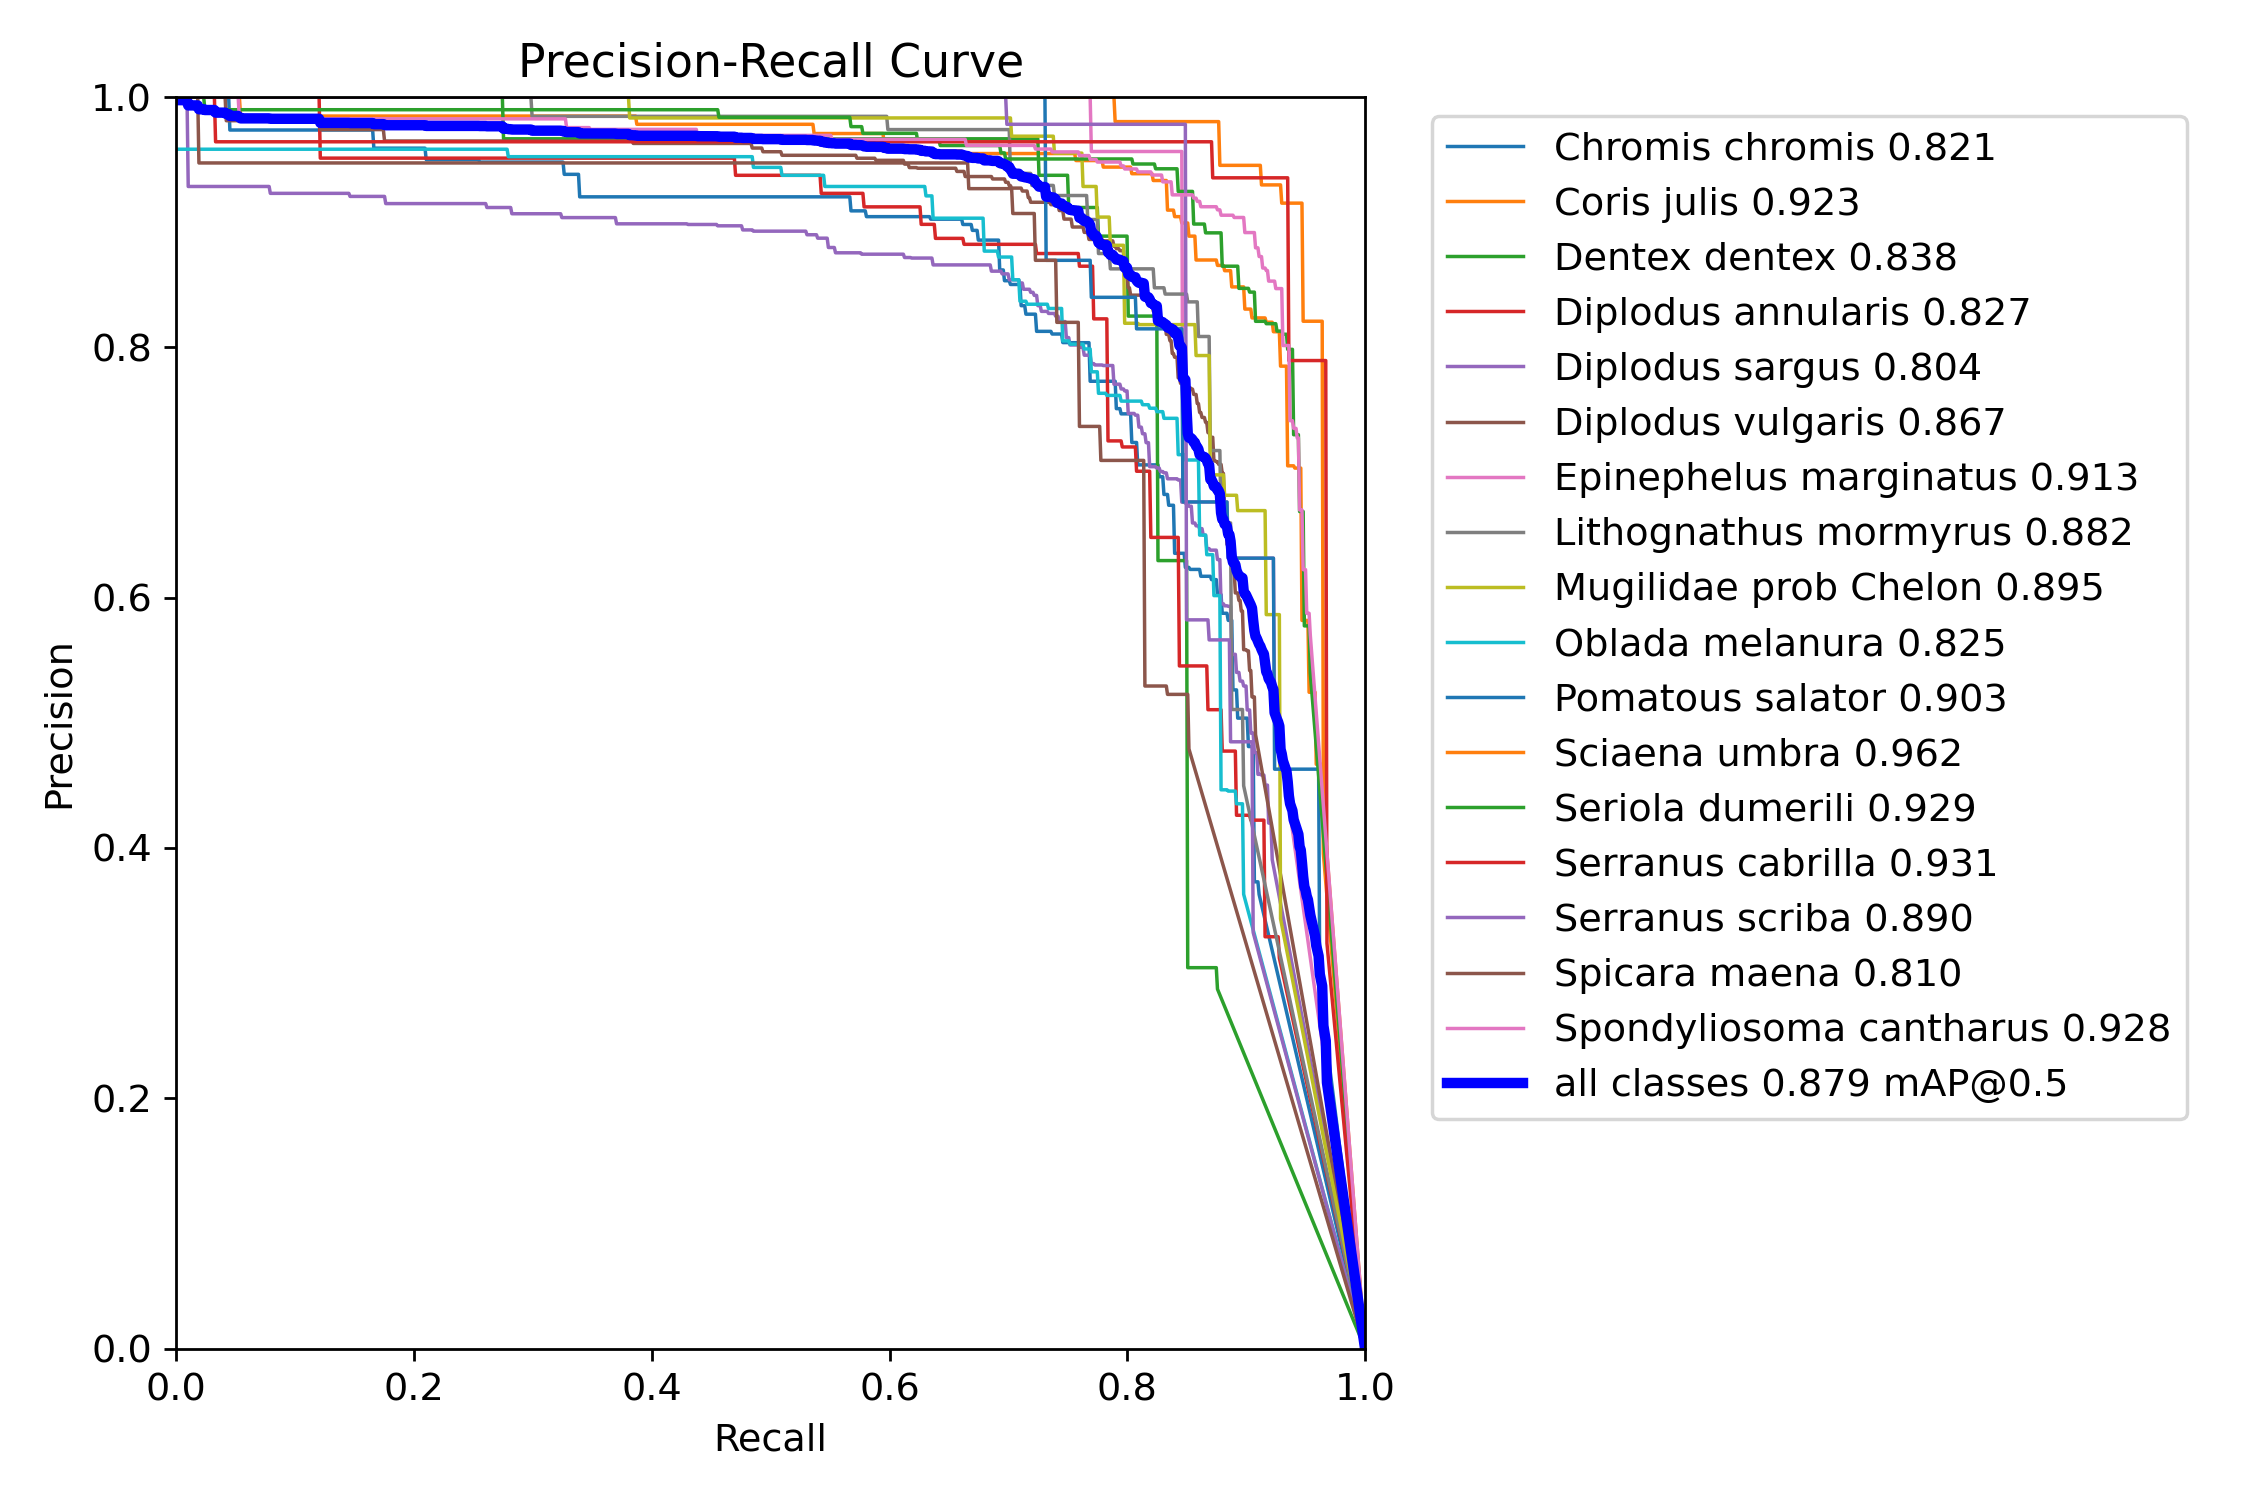 Precision-Recall Curve
1.0
0.8
0.6
0.4
0.2
0.0
Precision
0.0 0.2 0.4 0.6 0.8 1.0
Recall
Chromis chromis 0.821
Coris julis 0.923
Dentex dentex 0.838
Diplodus annularis 0.827
Diplodus sargus 0.804
Diplodus vulgaris 0.867
Epinephelus marginatus 0.913
Lithognathus mormyrus 0.882
Mugilidae prob Chelon 0.895
Oblada melanura 0.825
Pomatous salator 0.903
Sciaena umbra 0.962
Seriola dumerili 0.929
Serranus cabrilla 0.931
Serranus scriba 0.890
Spicara maena 0.810
Spondyliosoma cantharus 0.928
all classes 0.879 mAP@0.5